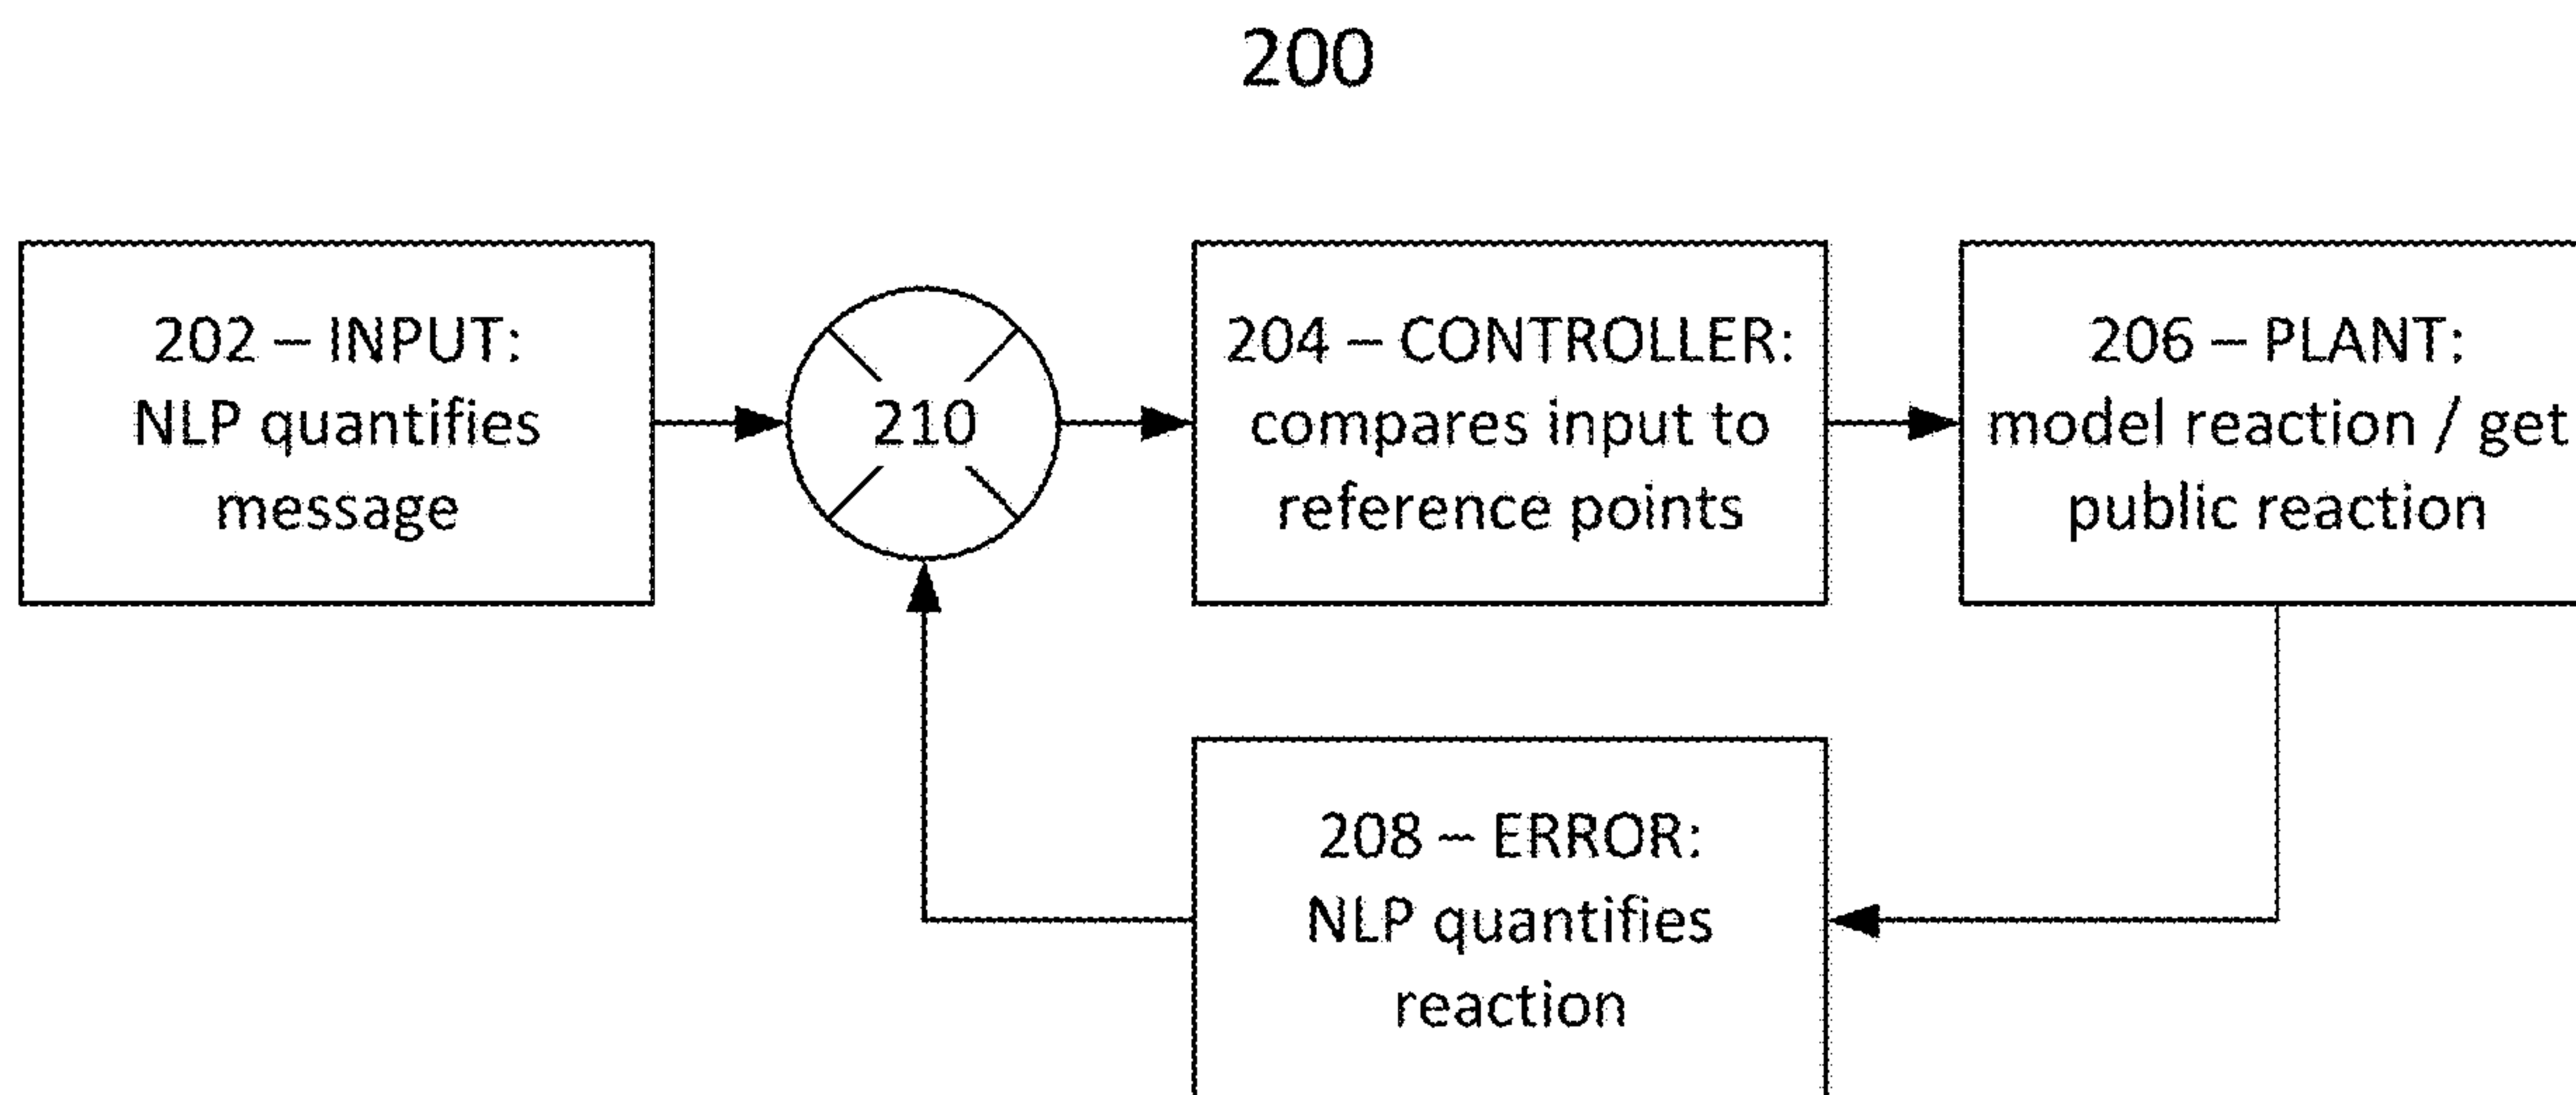 200
202 – INPUT:
NLP quantifies
message
210
204 – CONTROLLER:
compares input to
reference points
206 – PLANT:
model reaction / get
public reaction
208 – ERROR:
NLP quantifies
reaction